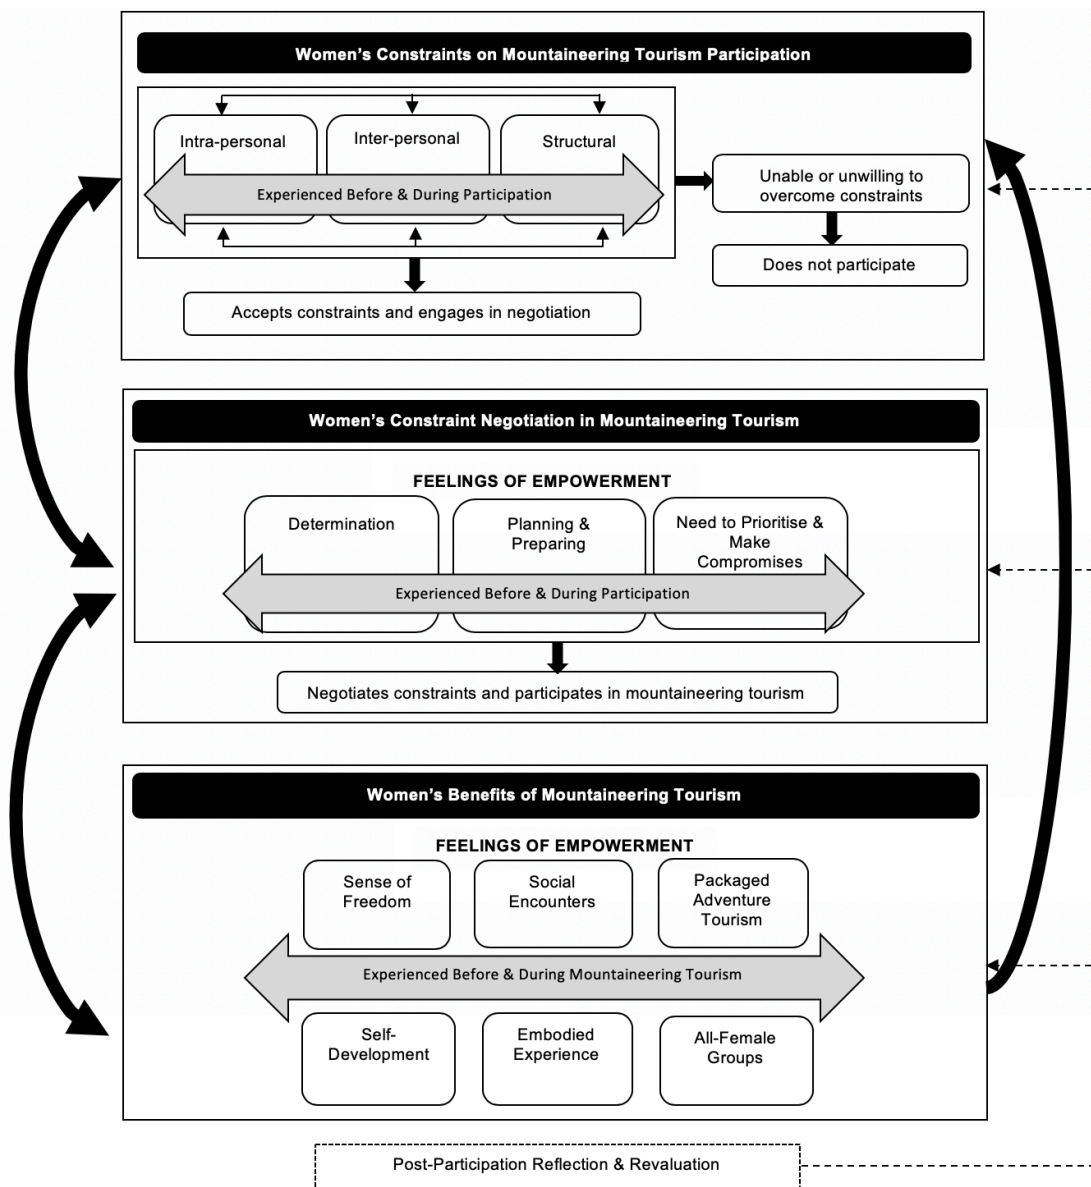 Women's Constraints on Mountaineering Tourism Participation
Intra-personal
Inter-personal
Structural
Experienced Before & During Participation
Unable or unwilling to
overcome constraints
Does not participate
Accepts constraints and engages in negotiation
Women's Constraint Negotiation in Mountaineering Tourism
FEELINGS OF EMPOWERMENT
Determination
Planning &
Preparing
Need to Prioritise &
Make
Compromises
Experienced Before & During Participation
Negotiates constraints and participates in mountaineering tourism
Women's Benefits of Mountaineering Tourism
FEELINGS OF EMPOWERMENT
Sense of
Freedom
Social
Encounters
Packaged
Adventure
Tourism
Experienced Before & During Mountaineering Tourism
Self-
Development
Embodied
Experience
All-Female
Groups
Post-Participation Reflection & Revaluation